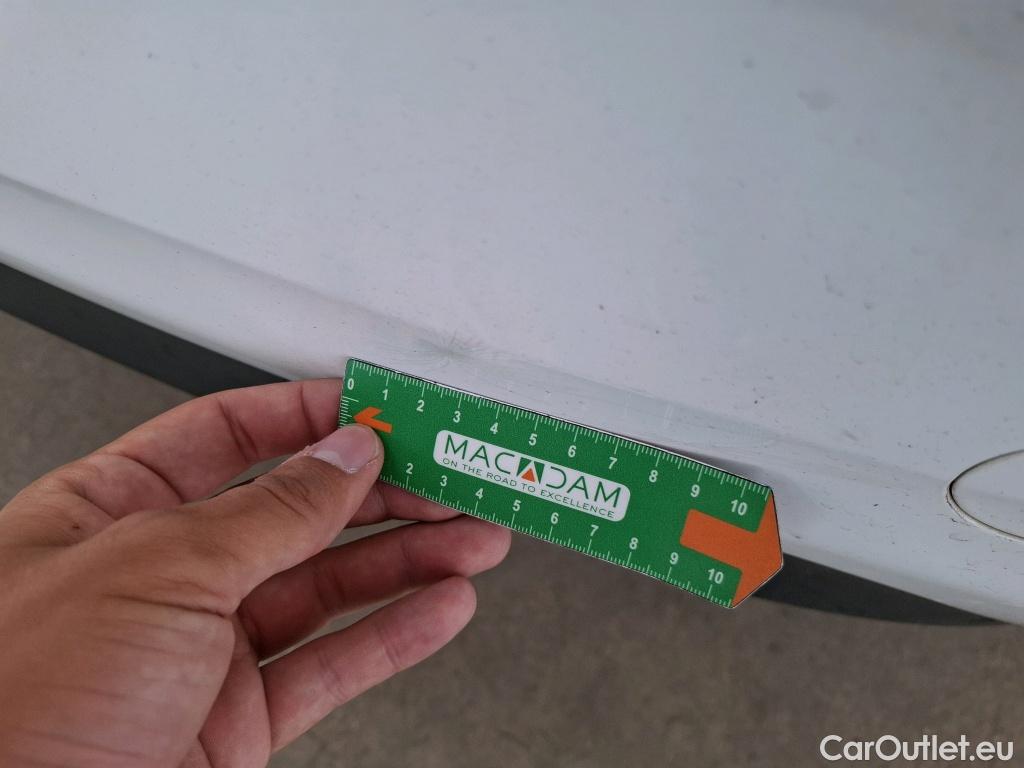 0 1 2 3 4 5 6 7 8 9 10
MACADAM
ON THE ROAD TO EXCELLENCE
2 3 4 5 6 7 8 9 10
CarOutlet.eu